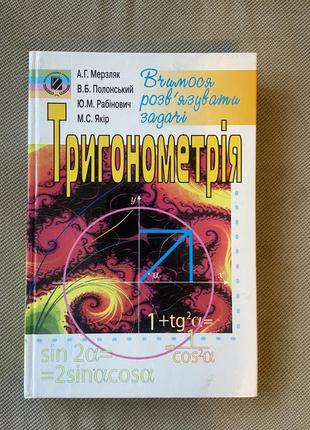 А.Г. Мерзляк
В.Б. Полонський
Ю.М. Рабінович
М.С. Якір
Вчимося
розв'язувати
задачі
Тригонометрія
y
α
x
1+tg²α=
=1/cos²α
sin 2α=
=2sinαcosα